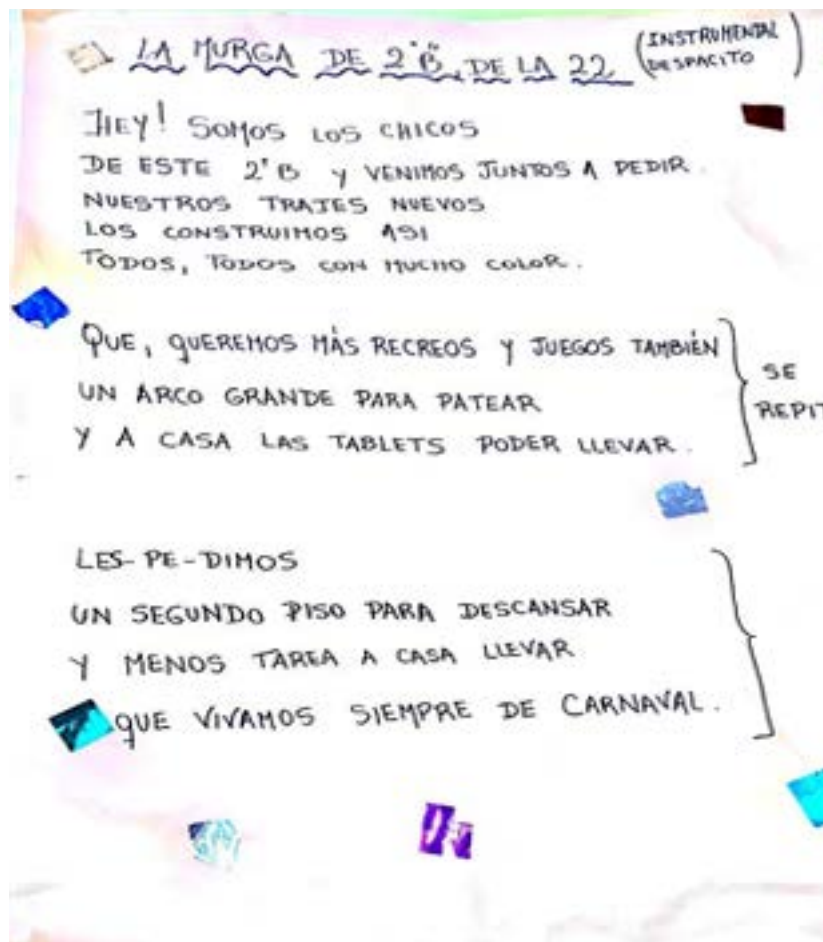 LA MURGA DE 2°B DE LA 22 (INSTRUMENTAL DESPACITO)
HEY! SOMOS LOS CHICOS
DE ESTE 2°B Y VENIMOS JUNTOS A PEDIR.
NUESTROS TRAJES NUEVOS
LOS CONSTRUIMOS ASI
TODOS, TODOS CON MUCHO COLOR.
QUE, QUEREMOS MÁS RECREOS Y JUEGOS TAMBIÉN
UN ARCO GRANDE PARA PATEAR
Y A CASA LAS TABLETS PODER LLEVAR.
SE
REPIT
LES-PE-DIMOS
UN SEGUNDO PISO PARA DESCANSAR
Y MENOS TAREA A CASA LLEVAR
QUE VIVAMOS SIEMPRE DE CARNAVAL.